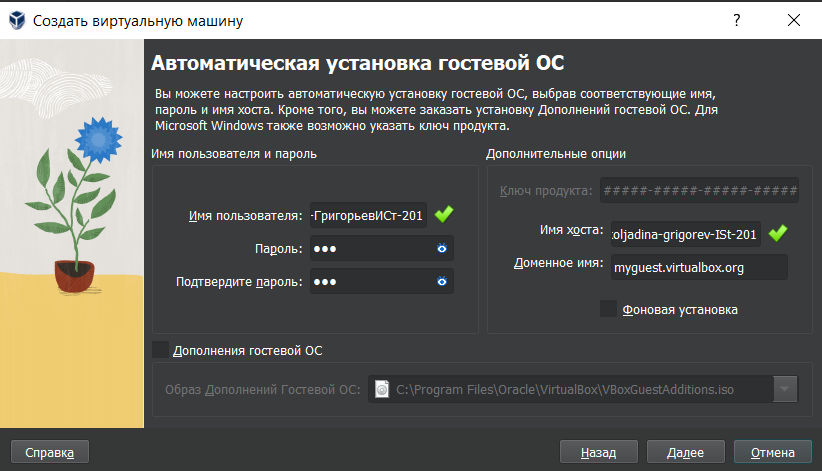 Создать виртуальную машину
?
Автоматическая установка гостевой ОС
Вы можете настроить автоматическую установку гостевой ОС, выбрав соответствующие имя,
пароль и имя хоста. Кроме того, вы можете заказать установку Дополнений гостевой ОС. Для
Microsoft Windows также возможно указать ключ продукта.
Имя пользователя и пароль
Имя пользователя: -ГригорьевИСт-201
Пароль: ●●●
Подтвердите пароль: ●●●
Дополнительные опции
Ключ продукта: #####-#####-#####-#####
Имя хоста: oljadina-grigorev-ISt-201
Доменное имя: myguest.virtualbox.org
Фоновая установка
Дополнения гостевой ОС
Образ Дополнений Гостевой ОС: C:\Program Files\Oracle\VirtualBox\VBoxGuestAdditions.iso
Справка
Назад
Далее
Отмена